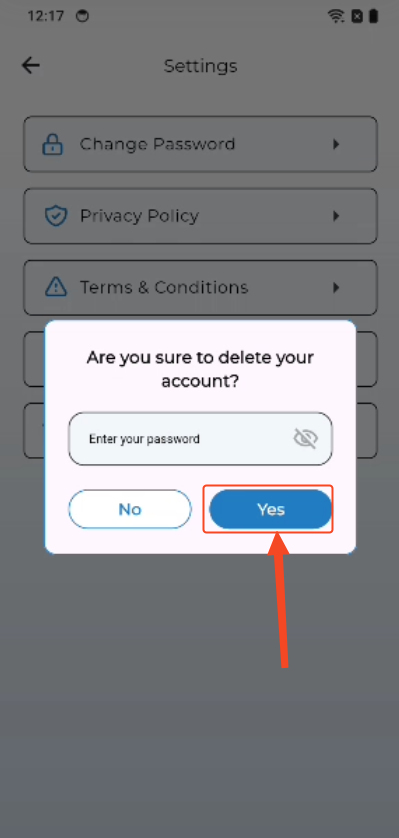 12:17
Settings
Change Password
Privacy Policy
Terms & Conditions
Are you sure to delete your
account?
Enter your password
No
Yes